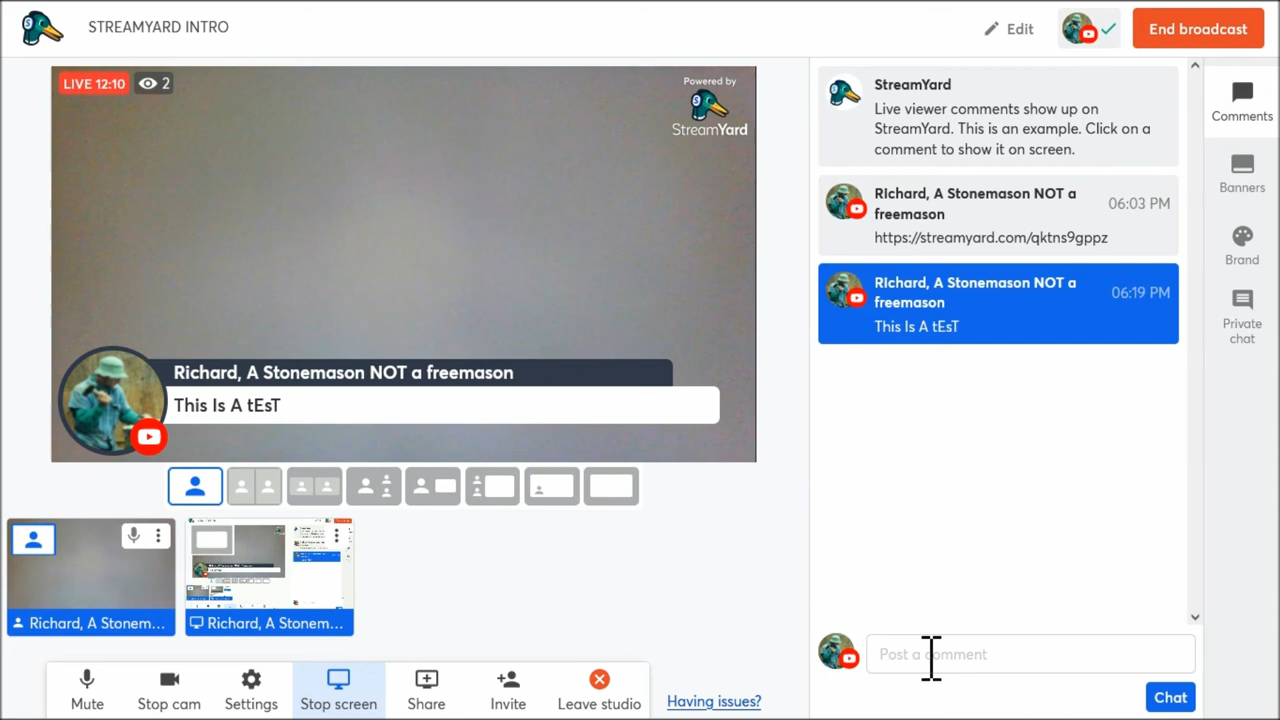 STREAMYARD INTRO
Edit
End broadcast
LIVE 12:10
2
Powered by
StreamYard
Richard, A Stonemason NOT a freemason
This Is A tEsT
Richard, A Stonem...
Richard, A Stonem...
Mute
Stop cam
Settings
Stop screen
Share
Invite
Leave studio
Having issues?
StreamYard
Live viewer comments show up on
StreamYard. This is an example. Click on a
comment to show it on screen.
RIchard, A Stonemason NOT a
freemason
06:03 PM
https://streamyard.com/qktns9gppz
RIchard, A Stonemason NOT a
freemason
06:19 PM
This Is A tEsT
Post a comment
Chat
Comments
Banners
Brand
Private
chat